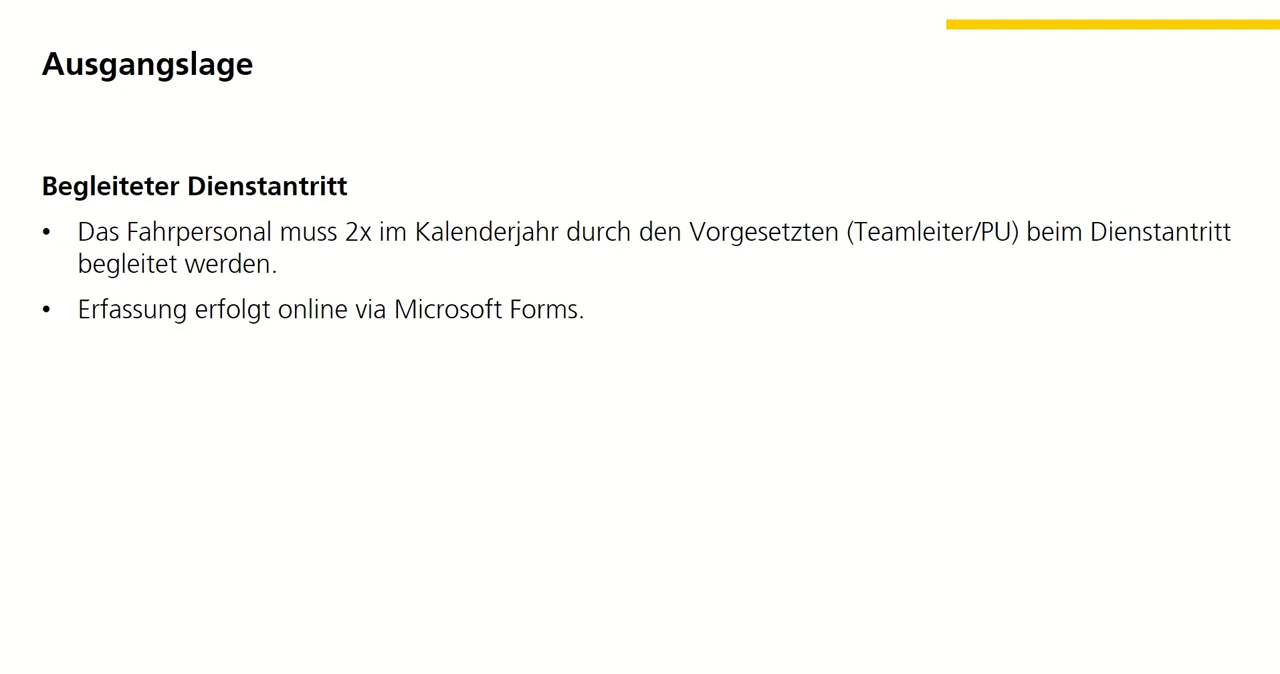 Ausgangslage
Begleiteter Dienstantritt
• Das Fahrpersonal muss 2x im Kalenderjahr durch den Vorgesetzten (Teamleiter/PU) beim Dienstantritt
begleitet werden.
• Erfassung erfolgt online via Microsoft Forms.